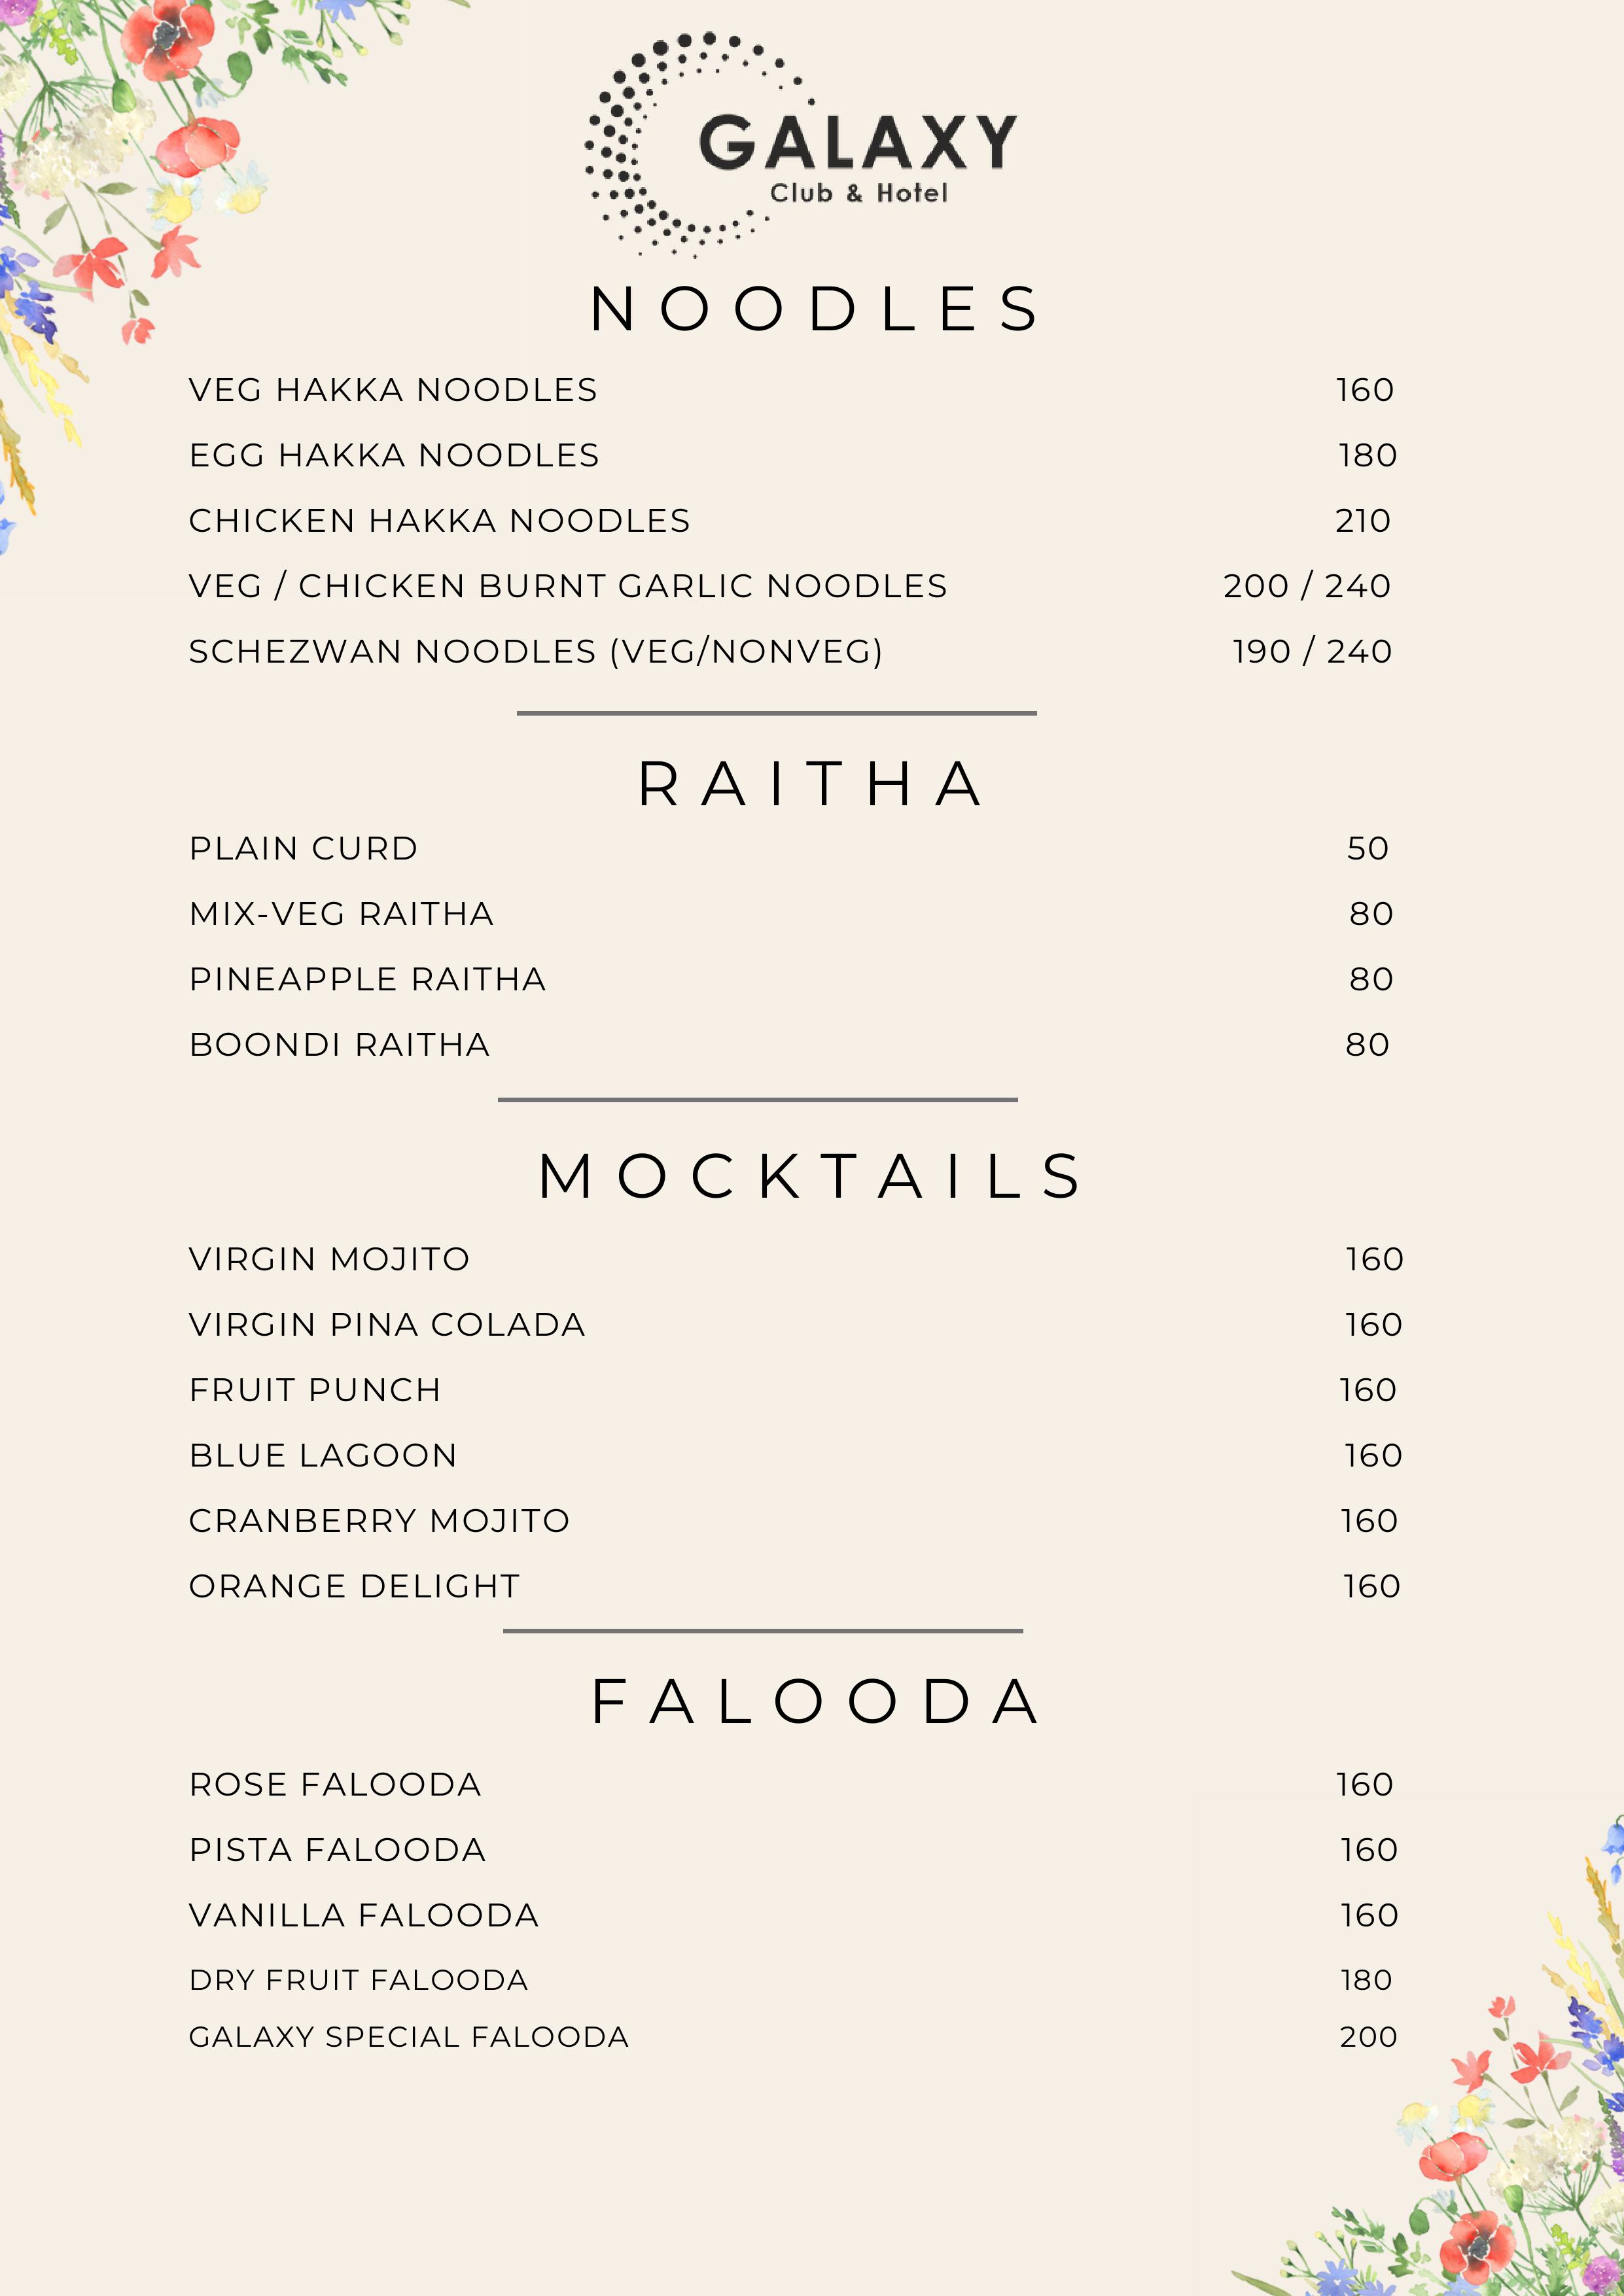 GALAXY
Club & Hotel
NOODLES
VEG HAKKA NOODLES 160
EGG HAKKA NOODLES 180
CHICKEN HAKKA NOODLES 210
VEG / CHICKEN BURNT GARLIC NOODLES 200 / 240
SCHEZWAN NOODLES (VEG/NONVEG) 190 / 240
RAITHA
PLAIN CURD 50
MIX-VEG RAITHA 80
PINEAPPLE RAITHA 80
BOONDI RAITHA 80
MOCKTAILS
VIRGIN MOJITO 160
VIRGIN PINA COLADA 160
FRUIT PUNCH 160
BLUE LAGOON 160
CRANBERRY MOJITO 160
ORANGE DELIGHT 160
FALOODA
ROSE FALOODA 160
PISTA FALOODA 160
VANILLA FALOODA 160
DRY FRUIT FALOODA 180
GALAXY SPECIAL FALOODA 200